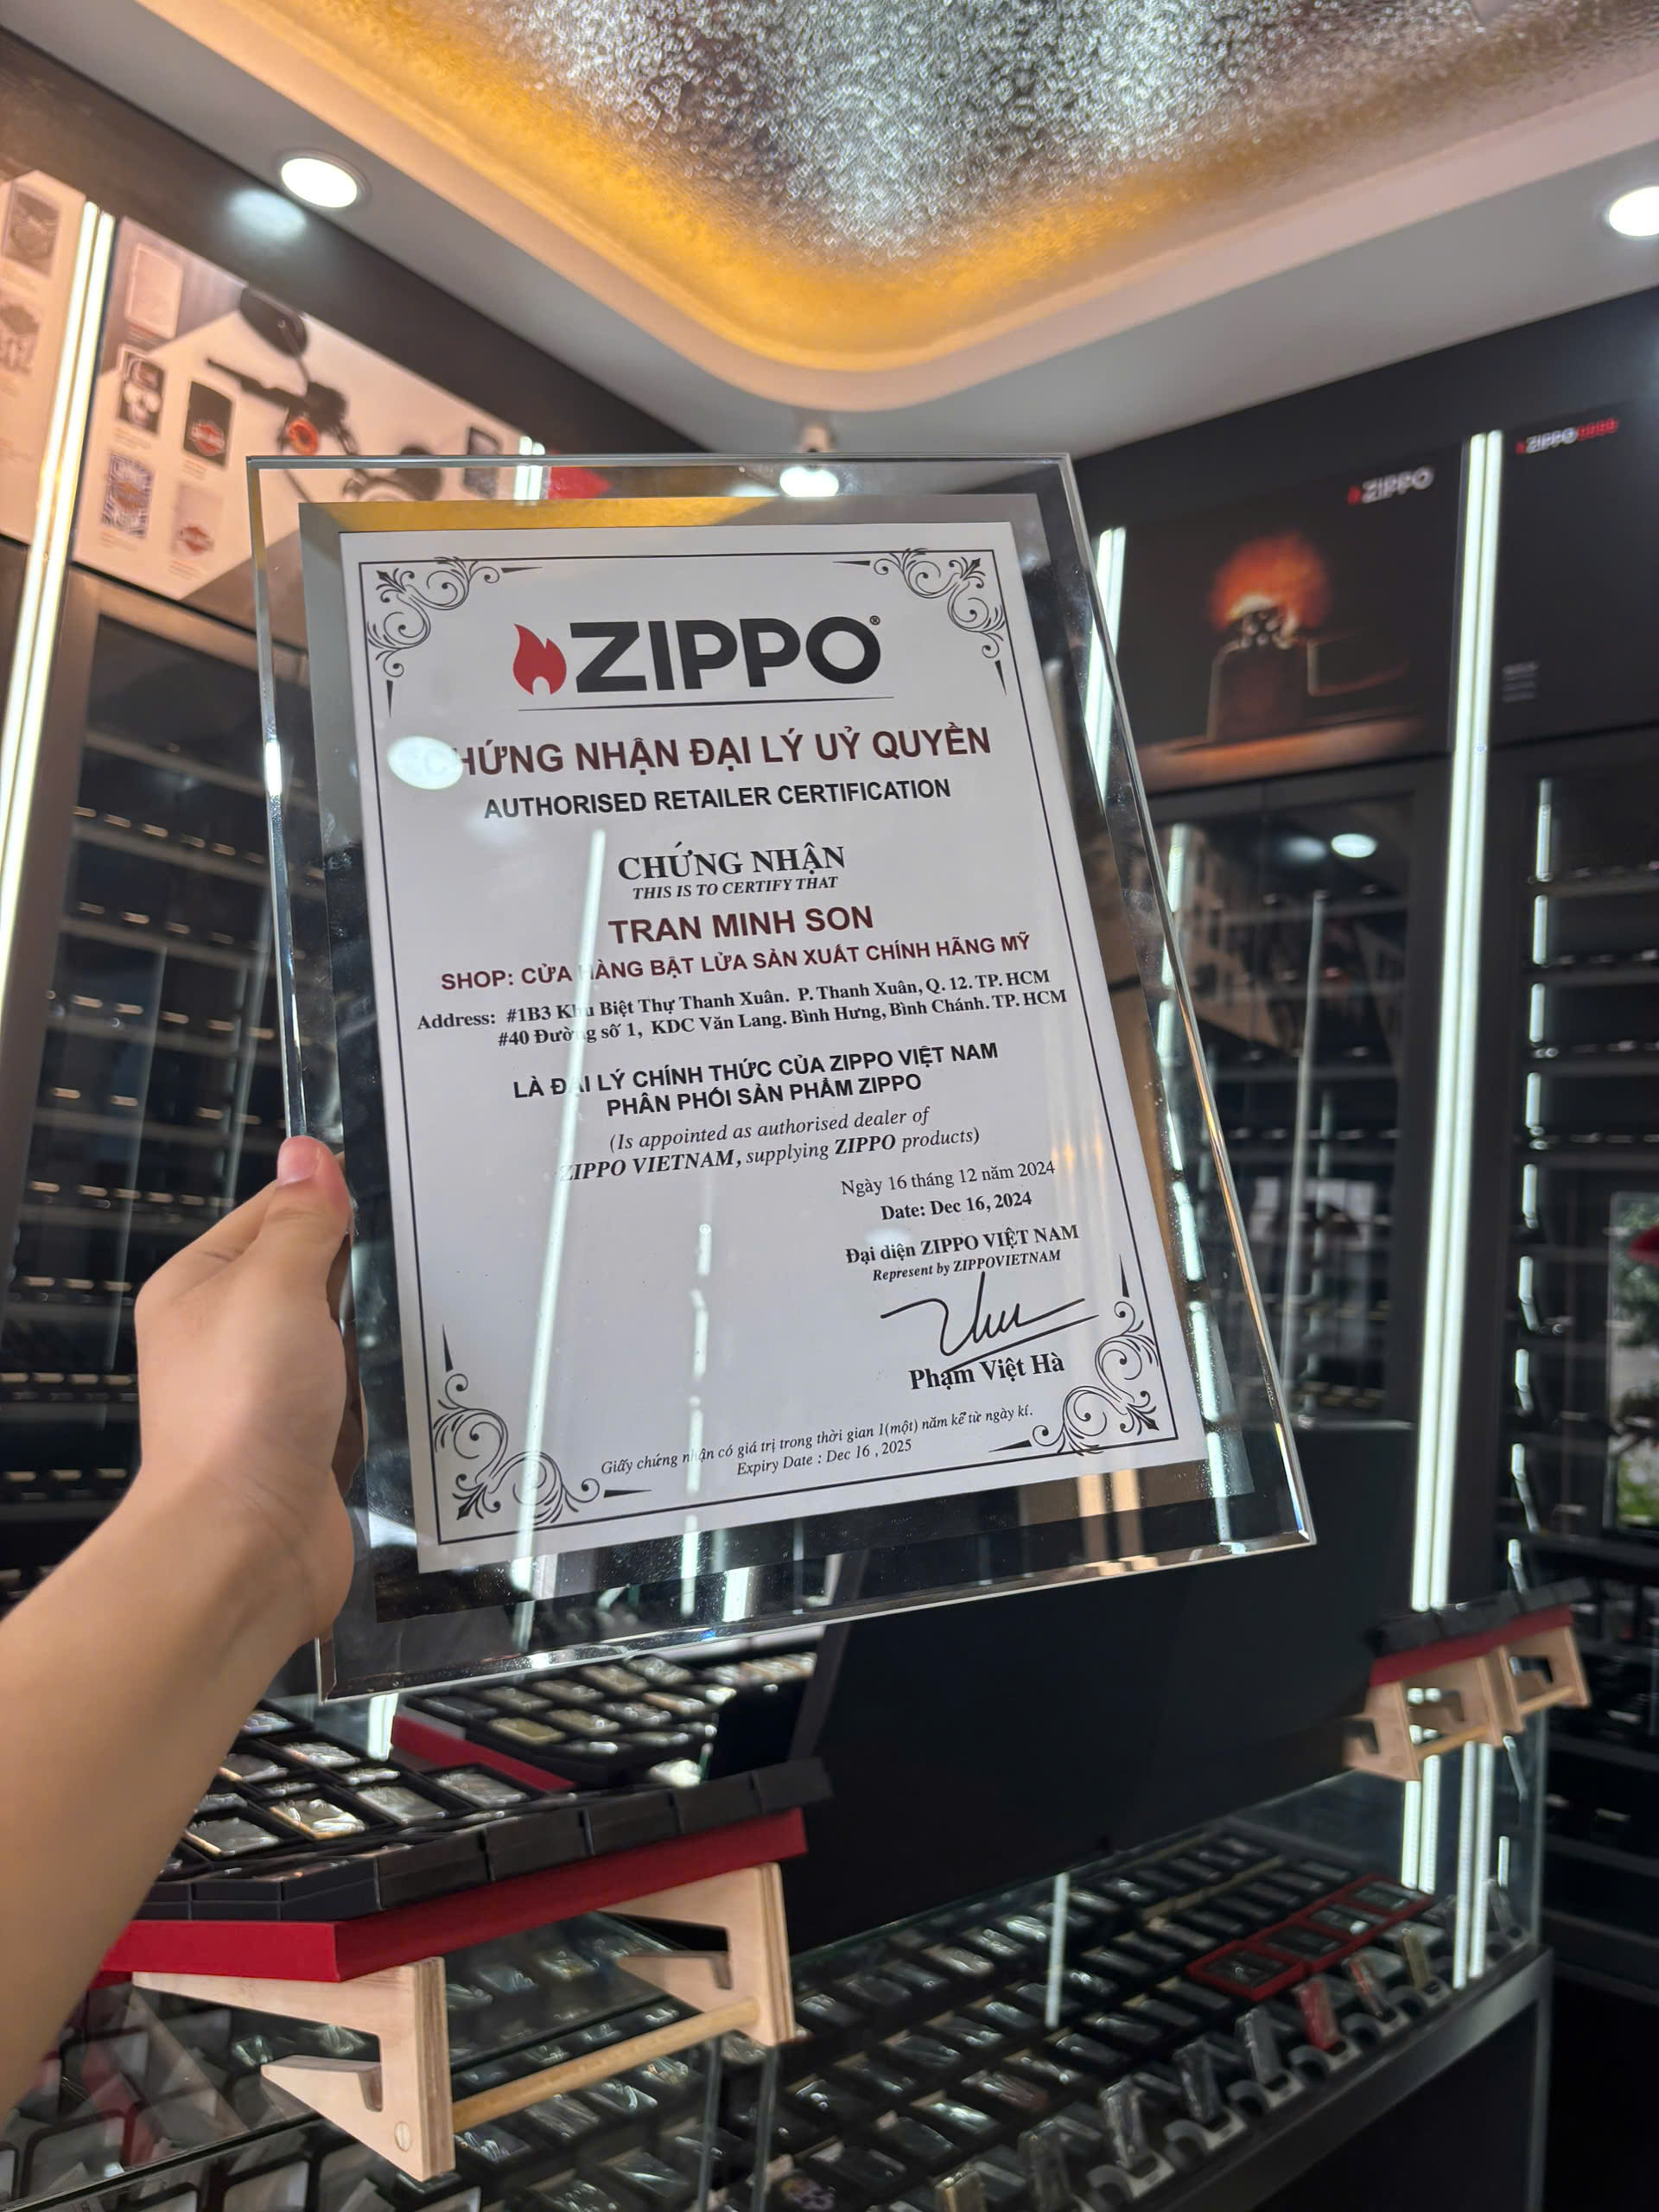 ZIPPO
ZIPPO
ZIPPO®
CHỨNG NHẬN ĐẠI LÝ UỶ QUYỀN
AUTHORISED RETAILER CERTIFICATION
CHỨNG NHẬN
THIS IS TO CERTIFY THAT
TRAN MINH SON
SHOP: CỬA HÀNG BẬT LỬA SẢN XUẤT CHÍNH HÃNG MỸ
Address: #1B3 Khu Biệt Thự Thanh Xuân. P. Thanh Xuân, Q. 12. TP. HCM
#40 Đường số 1, KDC Văn Lang. Bình Hưng, Bình Chánh. TP. HCM
LÀ ĐẠI LÝ CHÍNH THỨC CỦA ZIPPO VIỆT NAM
PHÂN PHỐI SẢN PHẨM ZIPPO
(Is appointed as authorised dealer of
ZIPPO VIETNAM, supplying ZIPPO products)
Ngày 16 tháng 12 năm 2024
Date: Dec 16, 2024
Đại diện ZIPPO VIỆT NAM
Represent by ZIPPOVIETNAM
Phạm Việt Hà
Giấy chứng nhận có giá trị trong thời gian 1(một) năm kể từ ngày kí.
Expiry Date : Dec 16 , 2025